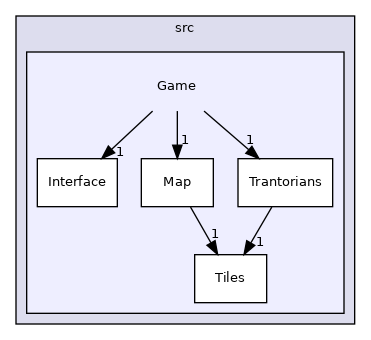 src
Game
1
1
1
Interface
Map
Trantorians
1
1
Tiles